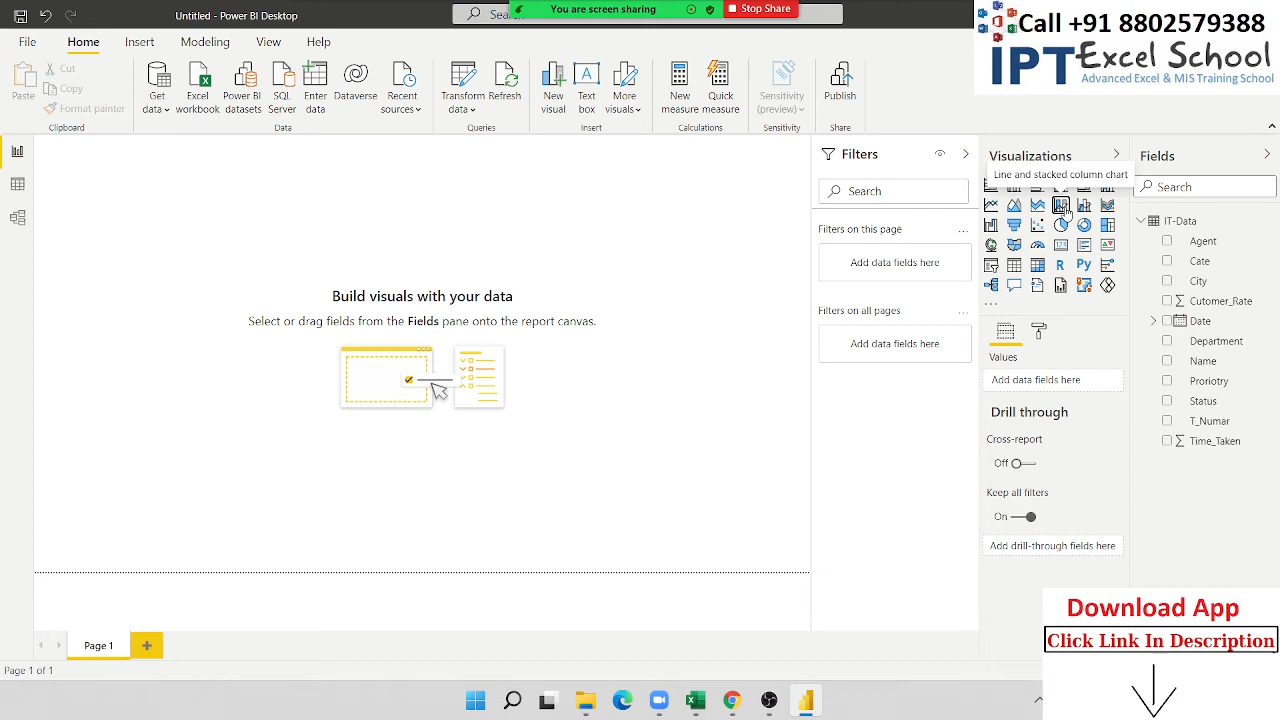 Untitled - Power BI Desktop
Search
You are screen sharing
Stop Share
Call +91 8802579388
IPT Excel School
Advanced Excel & MIS Training School
File
Home
Insert
Modeling
View
Help
Paste
Cut
Copy
Format painter
Clipboard
Get data
Excel workbook
Power BI datasets
SQL Server
Enter data
Dataverse
Recent sources
Data
Transform data
Refresh
Queries
New visual
Text box
More visuals
Insert
New measure
Quick measure
Calculations
Sensitivity (preview)
Sensitivity
Publish
Share
Build visuals with your data
Select or drag fields from the Fields pane onto the report canvas.
Filters
Search
Filters on this page
...
Add data fields here
Filters on all pages
...
Add data fields here
Visualizations
Line and stacked column chart
R
Py
123
...
Values
Add data fields here
Drill through
Cross-report
Off
Keep all filters
On
Add drill-through fields here
Fields
Search
IT-Data
Agent
Cate
City
Cutomer_Rate
Date
Department
Name
Proriotry
Status
T_Numar
Time_Taken
Download App
Click Link In Description
Page 1
Page 1 of 1